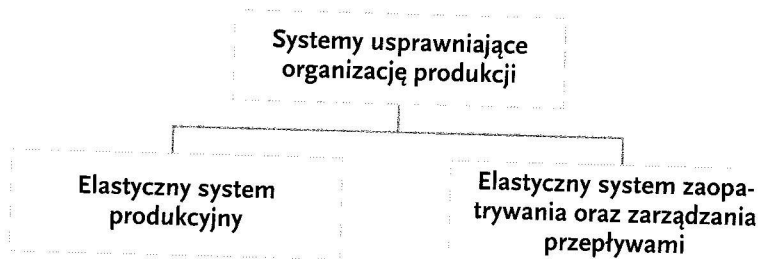 Systemy usprawniające
organizację produkcji
Elastyczny system
produkcyjny
Elastyczny system zaopa-
trywania oraz zarządzania
przepływami